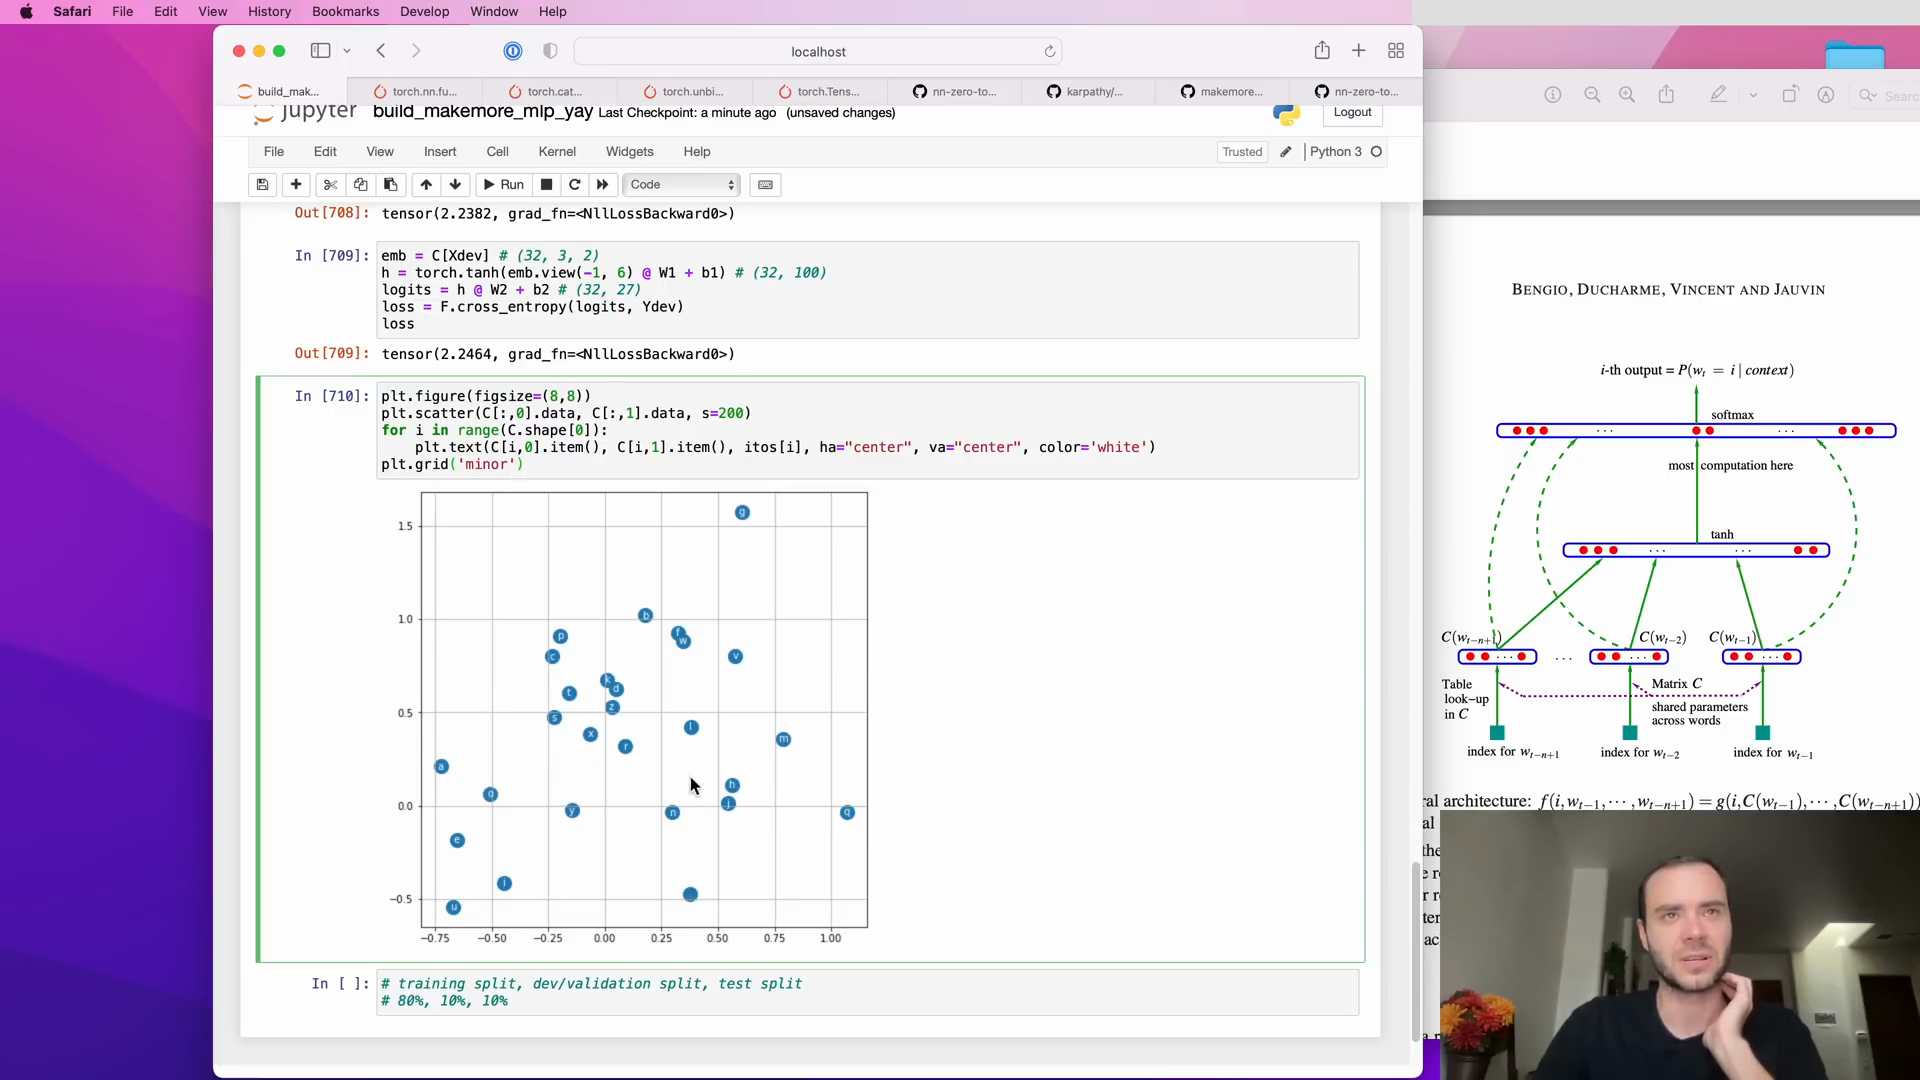 Safari File Edit View History Bookmarks Develop Window Help
localhost
build_mak... torch.nn.fu... torch.cat... torch.unbi... torch.Tens... nn-zero-to... karpathy/... makemore... nn-zero-to...
jupyter build_makemore_mlp_yay Last Checkpoint: a minute ago (unsaved changes) Logout
File Edit View Insert Cell Kernel Widgets Help Trusted Python 3
Run Code
Search
Out[708]: tensor(2.2382, grad_fn=<NllLossBackward0>)
In [709]: emb = C[Xdev] # (32, 3, 2)
h = torch.tanh(emb.view(-1, 6) @ W1 + b1) # (32, 100)
logits = h @ W2 + b2 # (32, 27)
loss = F.cross_entropy(logits, Ydev)
loss
Out[709]: tensor(2.2464, grad_fn=<NllLossBackward0>)
In [710]: plt.figure(figsize=(8,8))
plt.scatter(C[:,0].data, C[:,1].data, s=200)
for i in range(C.shape[0]):
plt.text(C[i,0].item(), C[i,1].item(), itos[i], ha="center", va="center", color='white')
plt.grid('minor')
g
1.5
b
1.0
f
p w
c v
k
t d
z
s
0.5
l
x m
r
a
h
o
j
0.0
y n q
e
i
-0.5
u
-0.75 -0.50 -0.25 0.00 0.25 0.50 0.75 1.00
In [ ]: # training split, dev/validation split, test split
# 80%, 10%, 10%
BENGIO, DUCHARME, VINCENT AND JAUVIN
i-th output = P(w_t = i | context)
softmax
. . . . . .
most computation here
tanh
. . . . . .
C(w_{t−n+1}) C(w_{t−2}) C(w_{t−1})
. . . . . . . . . . . .
Table
look−up
in C
Matrix C
shared parameters
across words
index for w_{t−n+1} index for w_{t−2} index for w_{t−1}
ral architecture: f(i,w_{t−1},···,w_{t−n+1}) = g(i,C(w_{t−1}),···,C(w_{t−n+1}))